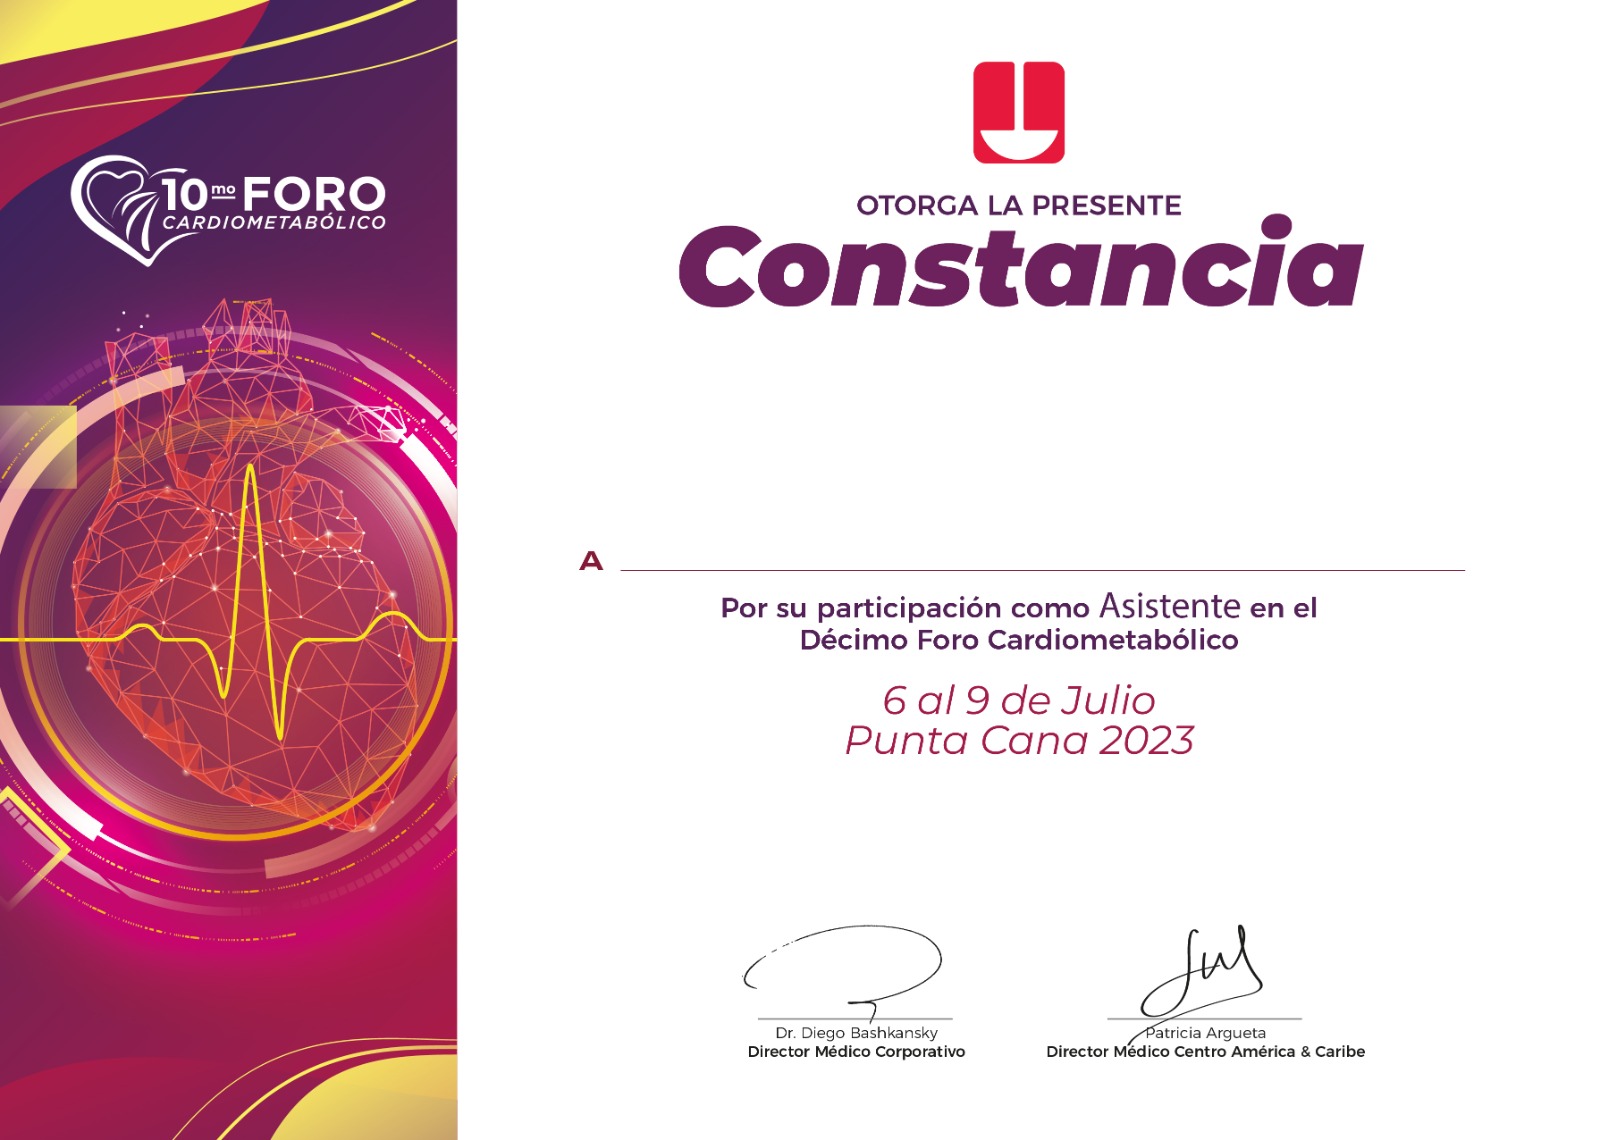 10mo FORO
CARDIOMETABÓLICO
OTORGA LA PRESENTE
Constancia
A
Por su participación como Asistente en el
Décimo Foro Cardiometabólico
6 al 9 de Julio
Punta Cana 2023
Dr. Diego Bashkansky
Director Médico Corporativo
Patricia Argueta
Director Médico Centro América & Caribe